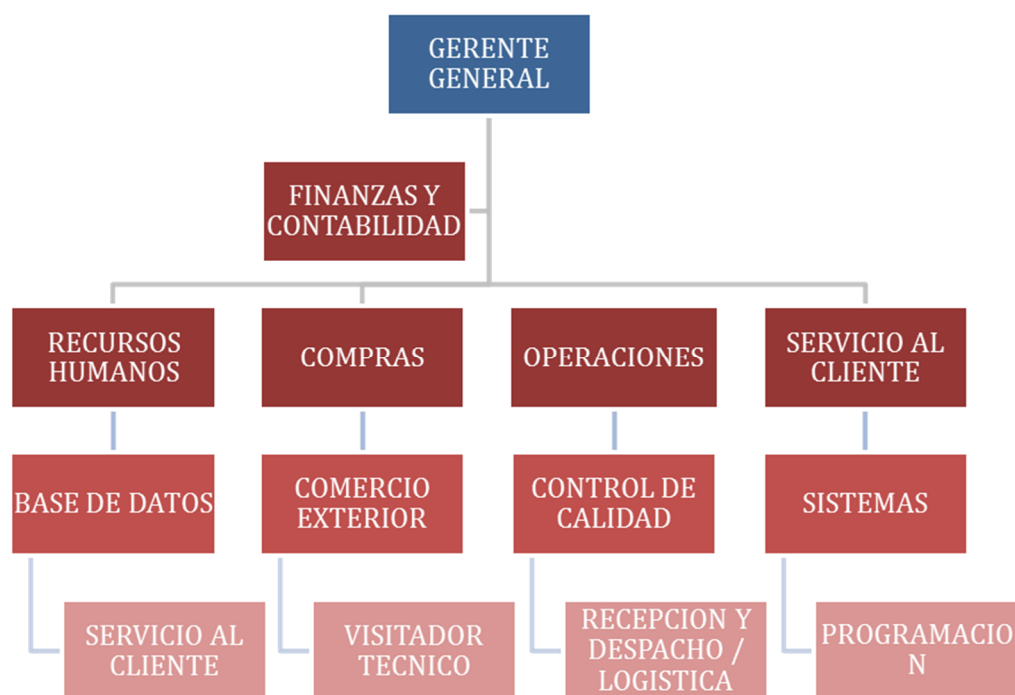 GERENTE
GENERAL
FINANZAS Y
CONTABILIDAD
RECURSOS
HUMANOS
COMPRAS
OPERACIONES
SERVICIO AL
CLIENTE
BASE DE DATOS
COMERCIO
EXTERIOR
CONTROL DE
CALIDAD
SISTEMAS
SERVICIO AL
CLIENTE
VISITADOR
TECNICO
RECEPCION Y
DESPACHO /
LOGISTICA
PROGRAMACIO
N